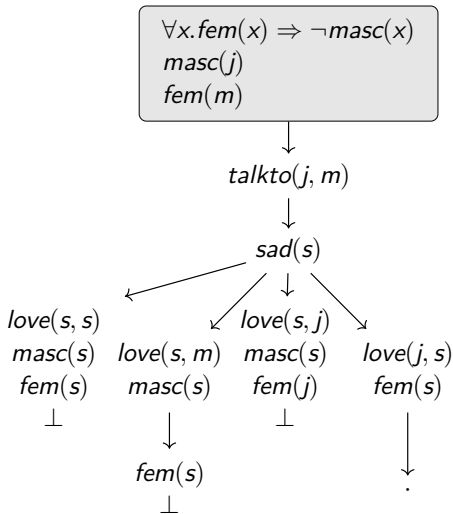 ∀x.fem(x) ⇒ ¬masc(x)
masc(j)
fem(m)
talkto(j, m)
sad(s)
love(s, s)
masc(s)
fem(s)
⊥
love(s, m)
masc(s)
fem(s)
⊥
love(s, j)
masc(s)
fem(j)
⊥
love(j, s)
fem(s)
.